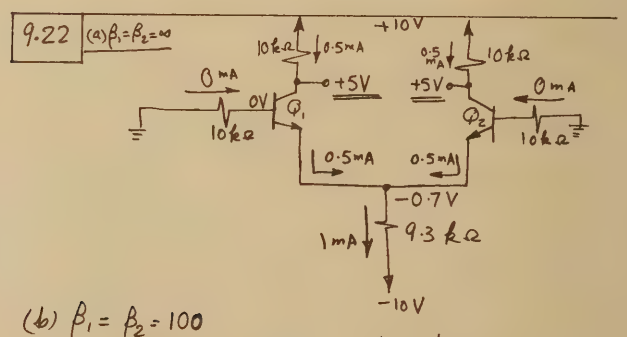 9.22 (a) β₁=β₂=∞
+10V
10kΩ 0.5mA 0.5 mA 10kΩ
0 mA +5V +5V 0 mA
0V Q₁ Q₂
10kΩ 10kΩ
0.5mA 0.5mA
-0.7V
1mA 9.3 kΩ
-10V
(b) β₁ = β₂ = 100